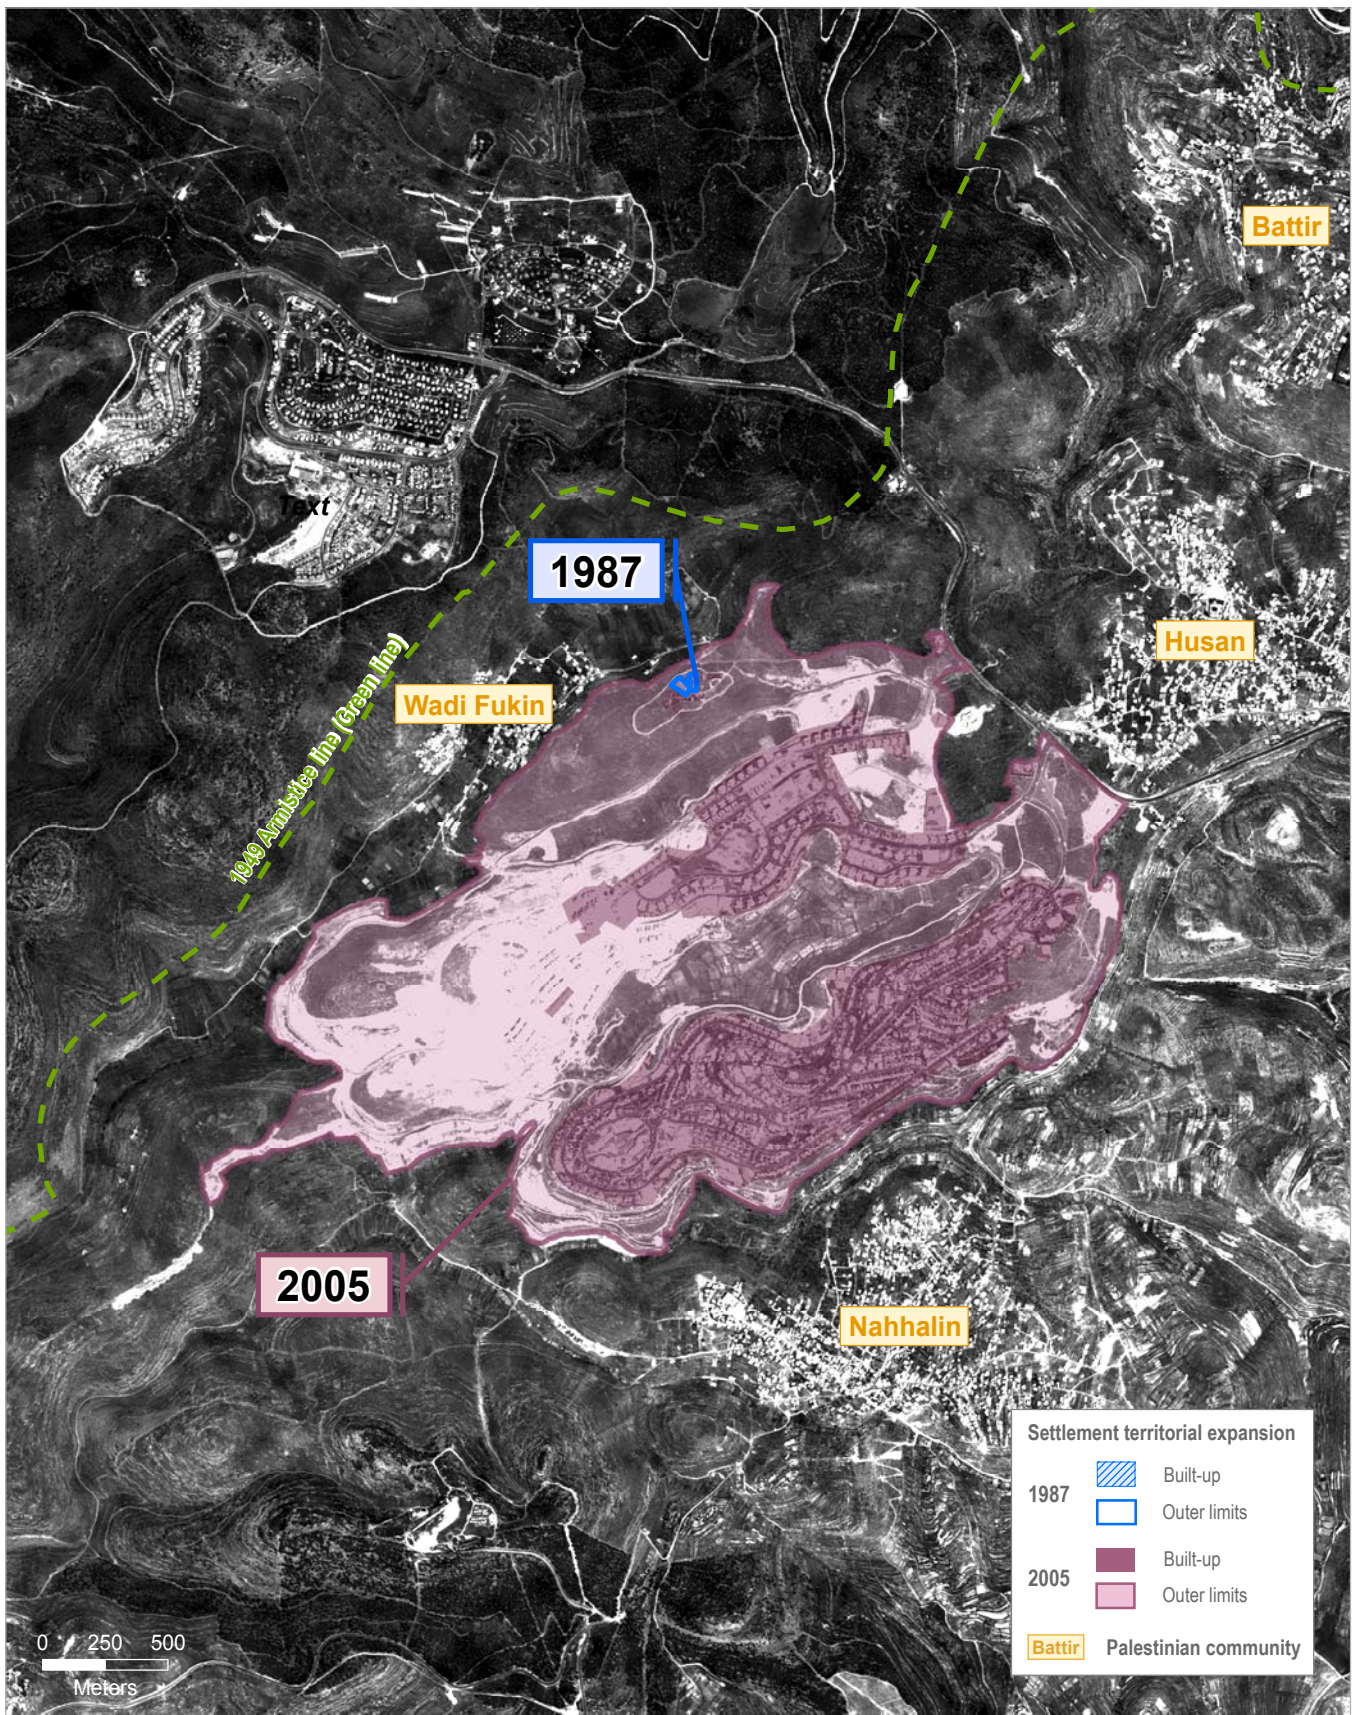 Battir
Text
1987
Husan
Wadi Fukin
1949 Armistice line (Green line)
2005
Nahhalin
Settlement territorial expansion
1987
Built-up
Outer limits
2005
Built-up
Outer limits
Battir Palestinian community
0 250 500
Meters